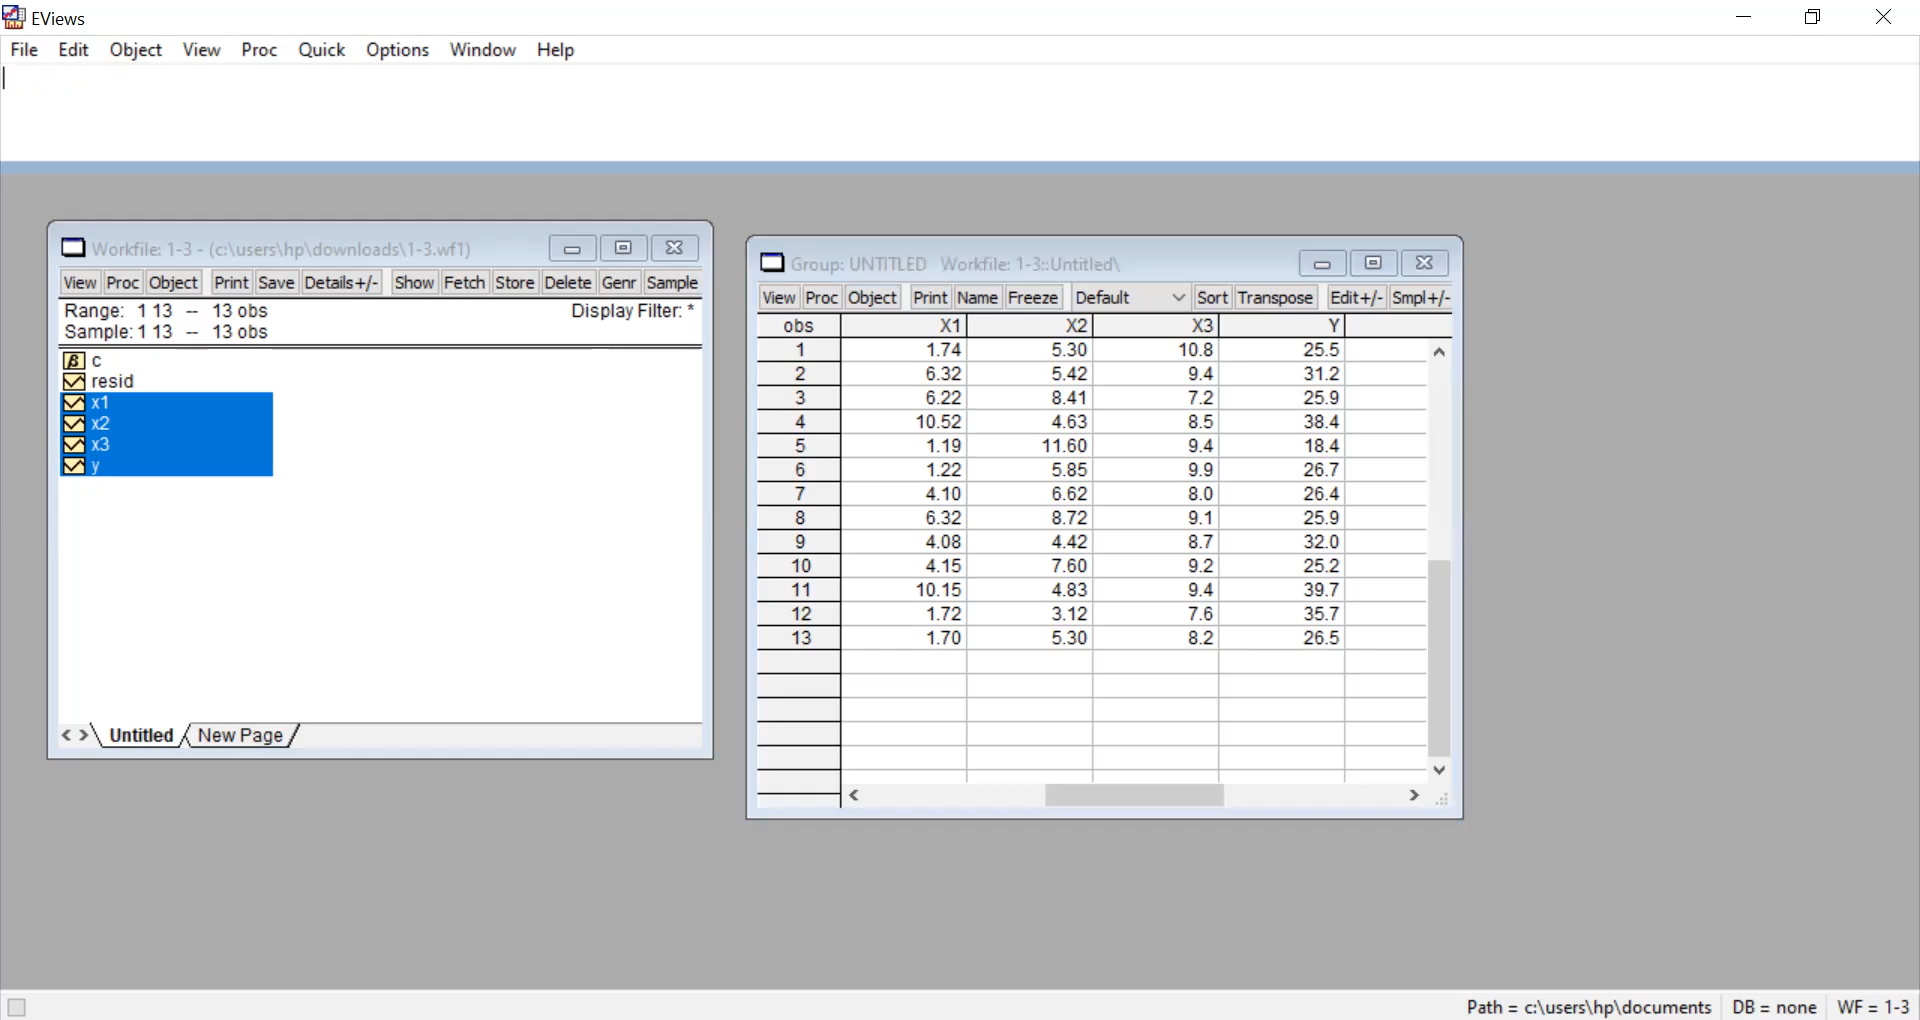 EViews
File Edit Object View Proc Quick Options Window Help
Workfile: 1-3 - (c:\users\hp\downloads\1-3.wf1)
View Proc Object Print Save Details+/- Show Fetch Store Delete Genr Sample
Range: 1 13 -- 13 obs Display Filter: *
Sample: 1 13 -- 13 obs
β c
resid
x1
x2
x3
y
Untitled New Page
Group: UNTITLED Workfile: 1-3::Untitled\
View Proc Object Print Name Freeze Default Sort Transpose Edit+/- Smpl+/-
obs X1 X2 X3 Y
1 1.74 5.30 10.8 25.5
2 6.32 5.42 9.4 31.2
3 6.22 8.41 7.2 25.9
4 10.52 4.63 8.5 38.4
5 1.19 11.60 9.4 18.4
6 1.22 5.85 9.9 26.7
7 4.10 6.62 8.0 26.4
8 6.32 8.72 9.1 25.9
9 4.08 4.42 8.7 32.0
10 4.15 7.60 9.2 25.2
11 10.15 4.83 9.4 39.7
12 1.72 3.12 7.6 35.7
13 1.70 5.30 8.2 26.5
Path = c:\users\hp\documents DB = none WF = 1-3